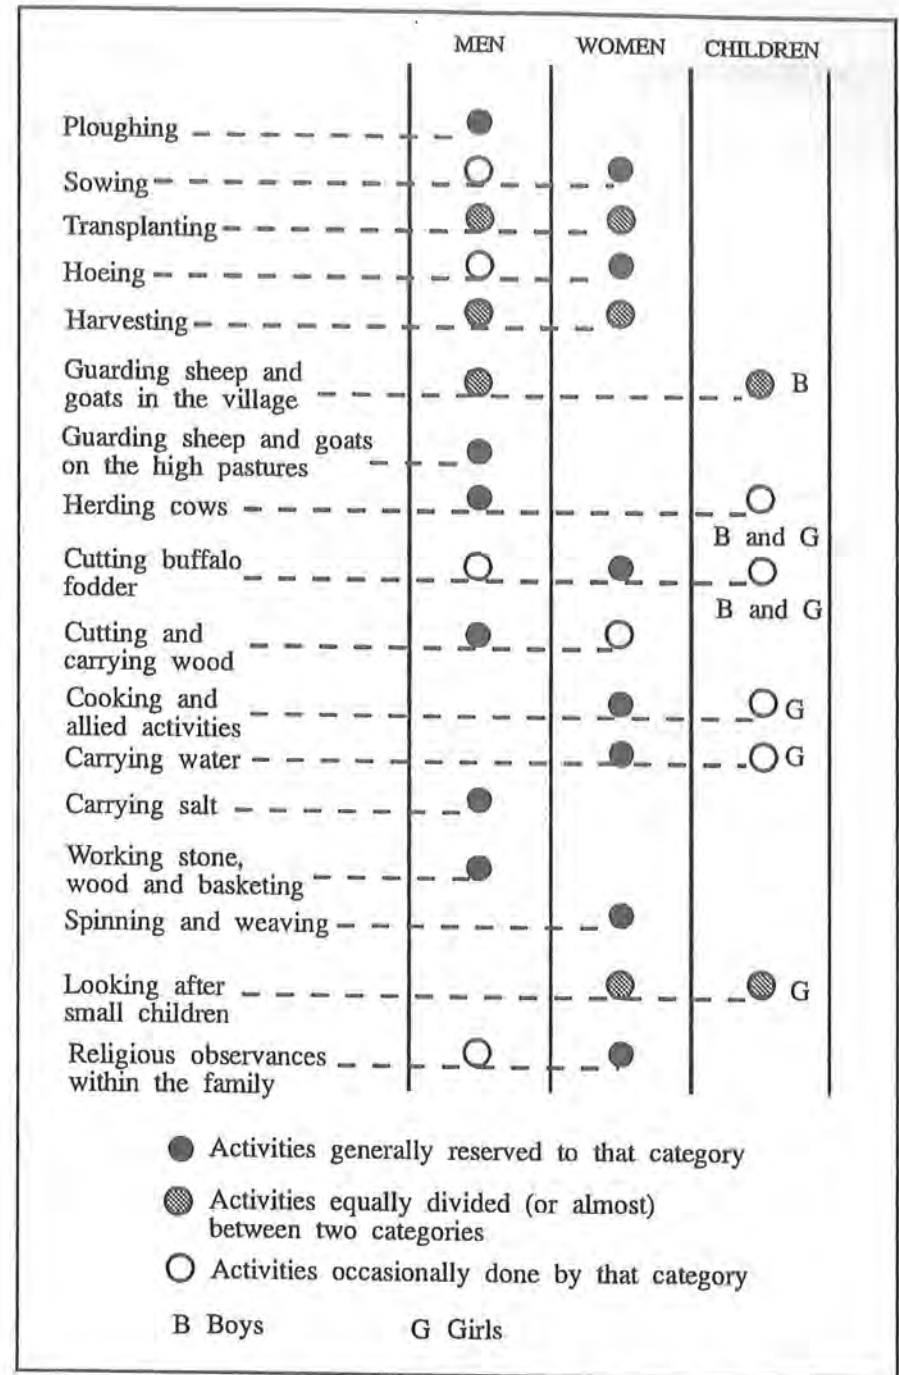 MEN WOMEN CHILDREN
Ploughing
Sowing
Transplanting
Hoeing
Harvesting
Guarding sheep and
goats in the village B
Guarding sheep and goats
on the high pastures
Herding cows
B and G
Cutting buffalo
fodder
B and G
Cutting and
carrying wood
Cooking and
allied activities G
Carrying water G
Carrying salt
Working stone,
wood and basketing
Spinning and weaving
Looking after
small children G
Religious observances
within the family
Activities generally reserved to that category
Activities equally divided (or almost)
between two categories
Activities occasionally done by that category
B Boys G Girls